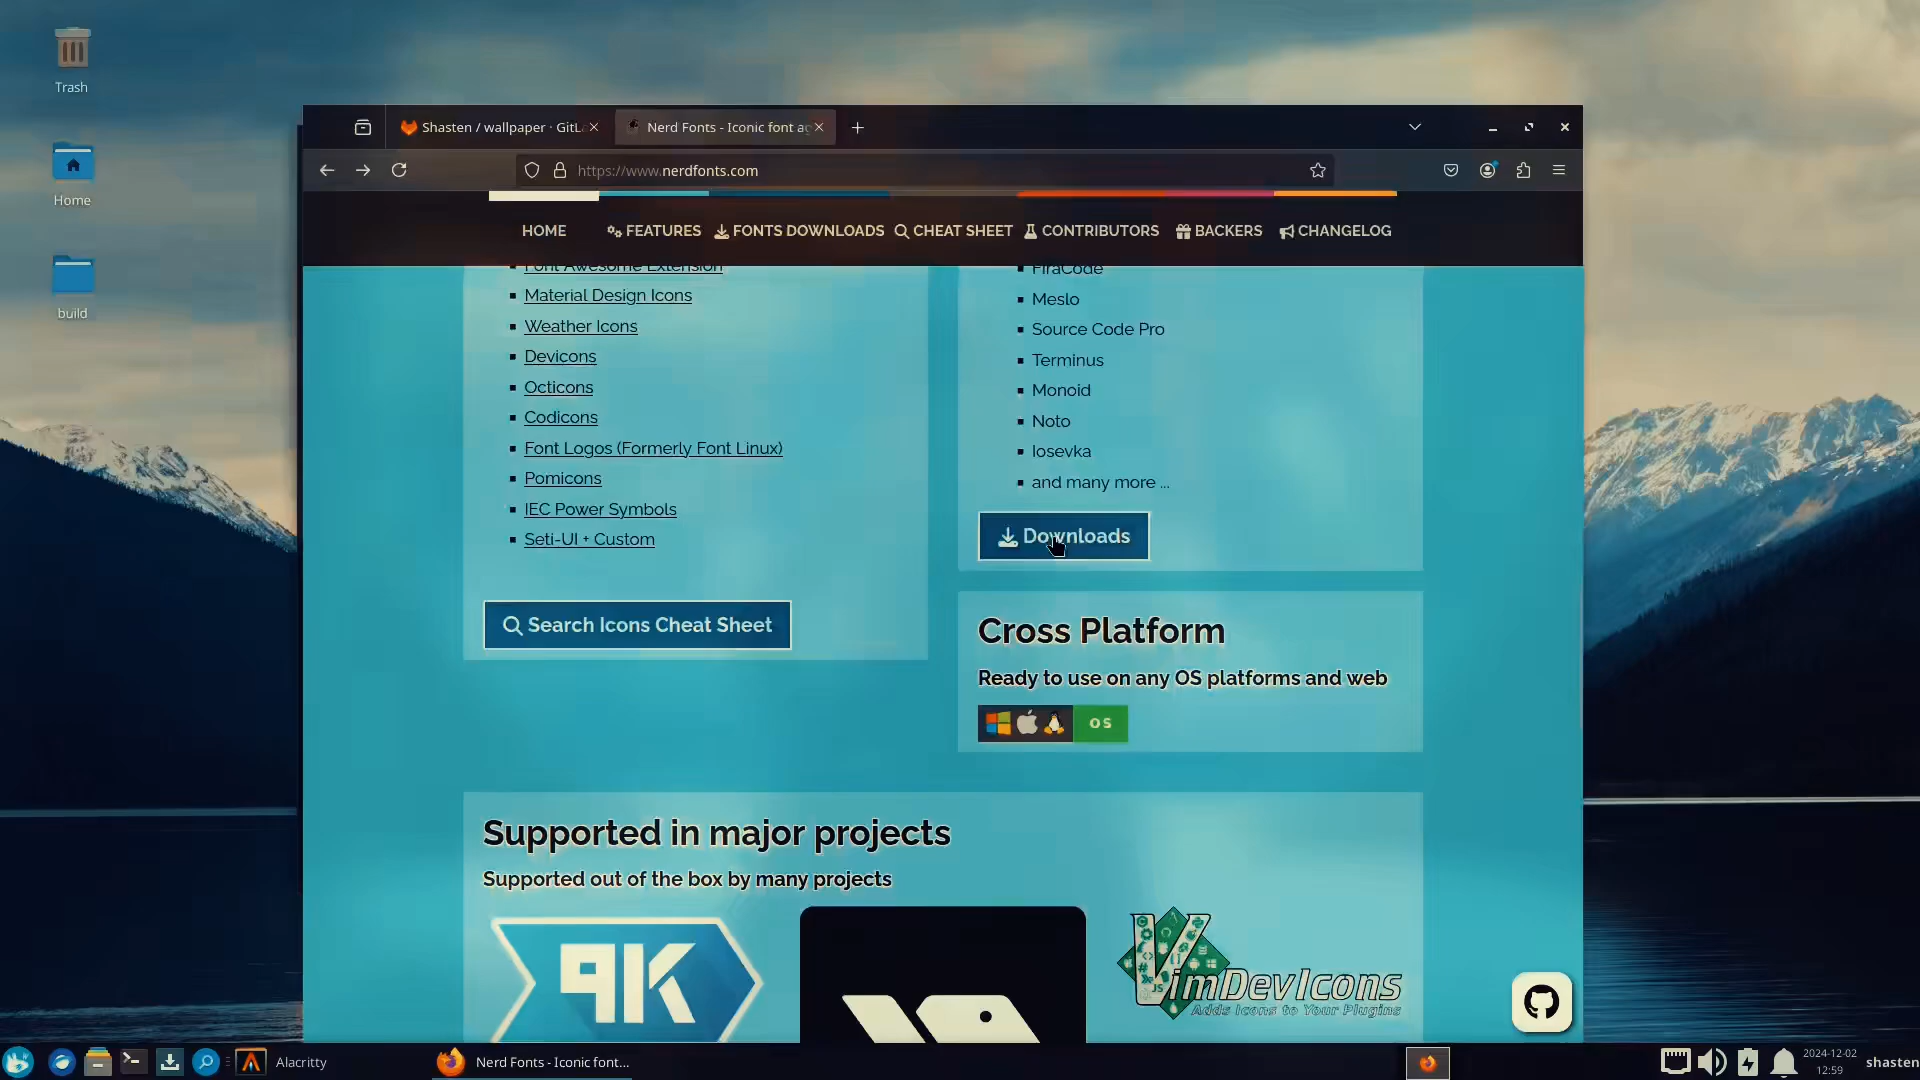 Trash
Home
build
Shasten / wallpaper · GitL
Nerd Fonts - Iconic font ag
https://www.nerdfonts.com
HOME
FEATURES
FONTS DOWNLOADS
CHEAT SHEET
CONTRIBUTORS
BACKERS
CHANGELOG
Font Awesome Extension
Material Design Icons
Weather Icons
Devicons
Octicons
Codicons
Font Logos (Formerly Font Linux)
Pomicons
IEC Power Symbols
Seti-UI + Custom
Search Icons Cheat Sheet
FiraCode
Meslo
Source Code Pro
Terminus
Monoid
Noto
Iosevka
and many more ...
Downloads
Cross Platform
Ready to use on any OS platforms and web
OS
Supported in major projects
Supported out of the box by many projects
9K
VimDevIcons
Adds Icons to Your Plugins
Alacritty
Nerd Fonts - Iconic font...
2024-12-02
12:59
shasten